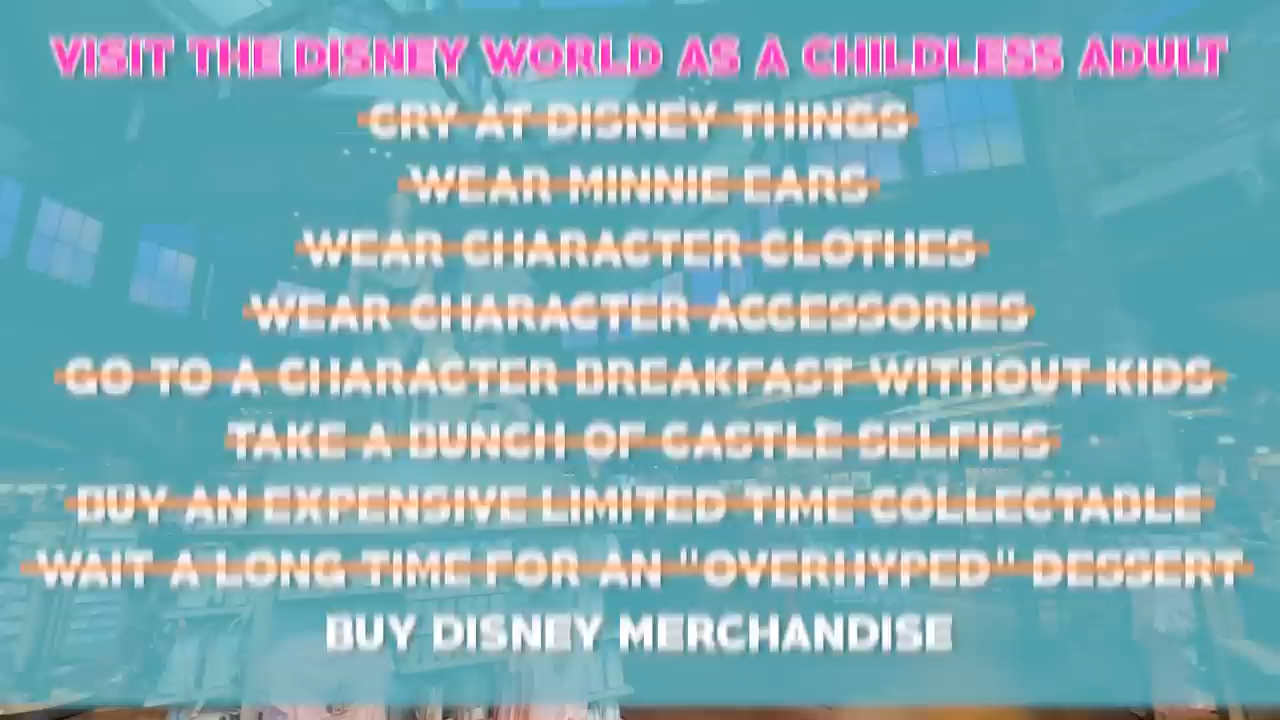 VISIT THE DISNEY WORLD AS A CHILDLESS ADULT
CRY AT DISNEY THINGS
WEAR MINNIE EARS
WEAR CHARACTER CLOTHES
WEAR CHARACTER ACCESSORIES
GO TO A CHARACTER BREAKFAST WITHOUT KIDS
TAKE A BUNCH OF CASTLE SELFIES
BUY AN EXPENSIVE LIMITED TIME COLLECTABLE
WAIT A LONG TIME FOR AN "OVERHYPED" DESSERT
BUY DISNEY MERCHANDISE